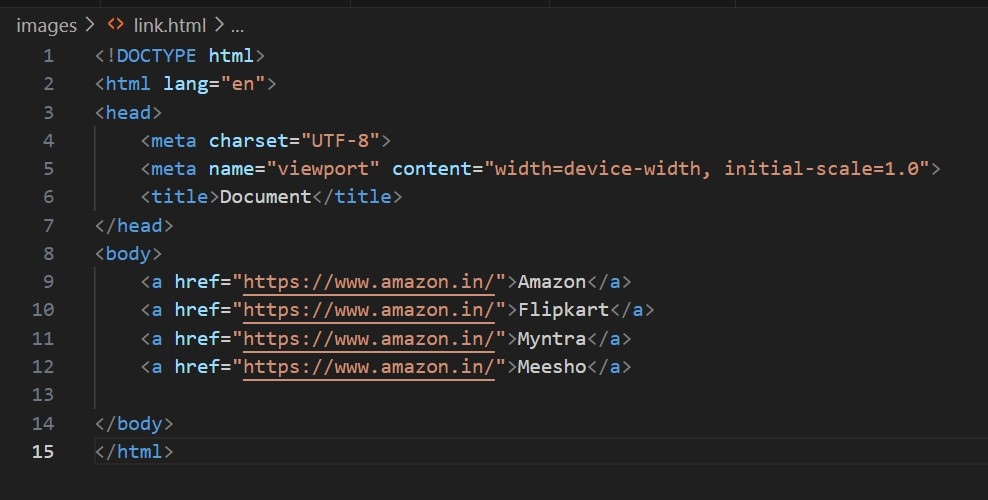 images > <> link.html > ...
1 <!DOCTYPE html>
2 <html lang="en">
3 <head>
4     <meta charset="UTF-8">
5     <meta name="viewport" content="width=device-width, initial-scale=1.0">
6     <title>Document</title>
7 </head>
8 <body>
9     <a href="https://www.amazon.in/">Amazon</a>
10     <a href="https://www.amazon.in/">Flipkart</a>
11     <a href="https://www.amazon.in/">Myntra</a>
12     <a href="https://www.amazon.in/">Meesho</a>
13
14 </body>
15 </html>